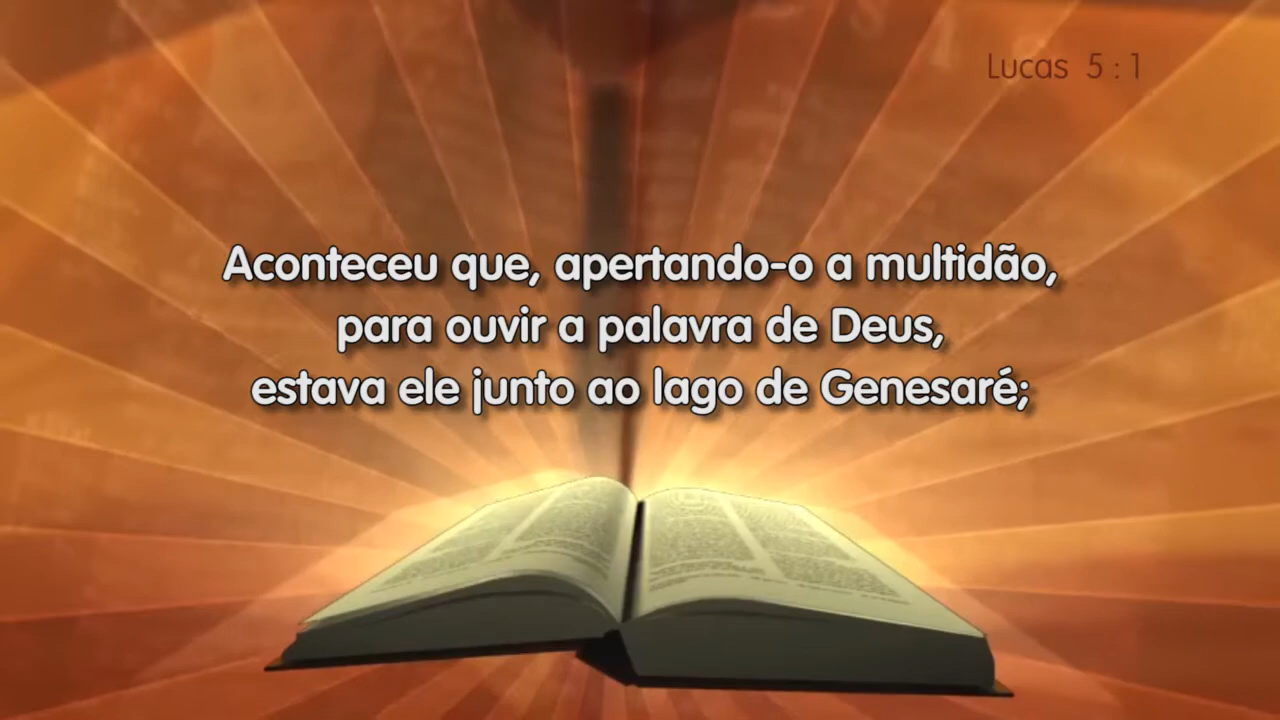 Lucas 5 : 1
Aconteceu que, apertando-o a multidão,
para ouvir a palavra de Deus,
estava ele junto ao lago de Genesaré;